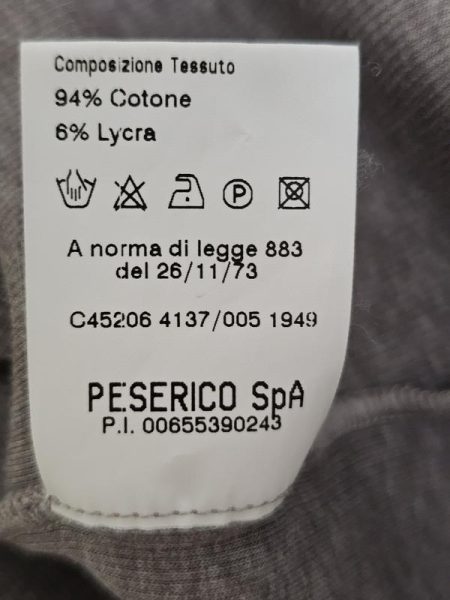 Composizione Tessuto
94% Cotone
6% Lycra
P
A norma di legge 883
del 26/11/73
C45206 4137/005 1949
PESERICO SpA
P.I. 00655390243